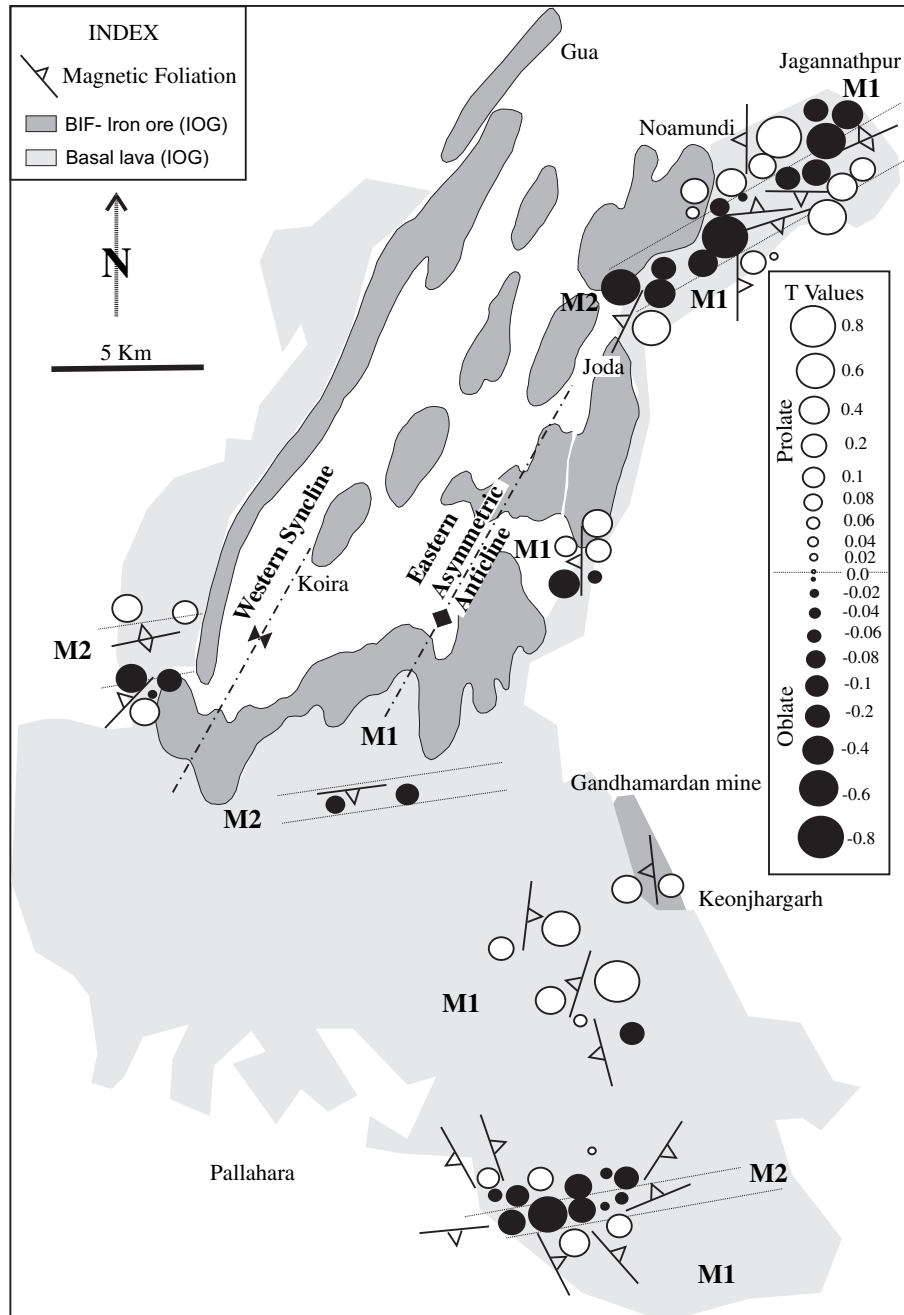 INDEX
Magnetic Foliation
BIF- Iron ore (IOG)
Basal lava (IOG)
N
5 Km
Gua
Jagannathpur
M1
Noamundi
M2
M1
Joda
T Values
Prolate
0.8
0.6
0.4
0.2
0.1
0.08
0.06
0.04
0.02
0.0
Oblate
-0.02
-0.04
-0.06
-0.08
-0.1
-0.2
-0.4
-0.6
-0.8
Western Syncline
Eastern
Asymmetric
Anticline
M1
Koira
M2
M1
M2
Gandhamardan mine
Keonjhargarh
M1
Pallahara
M2
M1